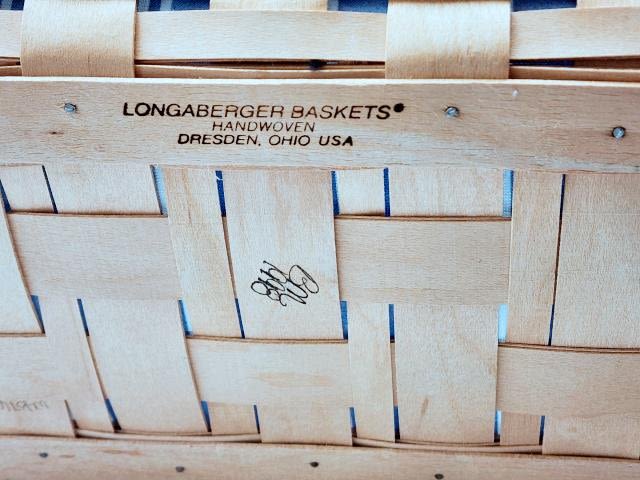 LONGABERGER BASKETS®
HANDWOVEN
DRESDEN, OHIO USA